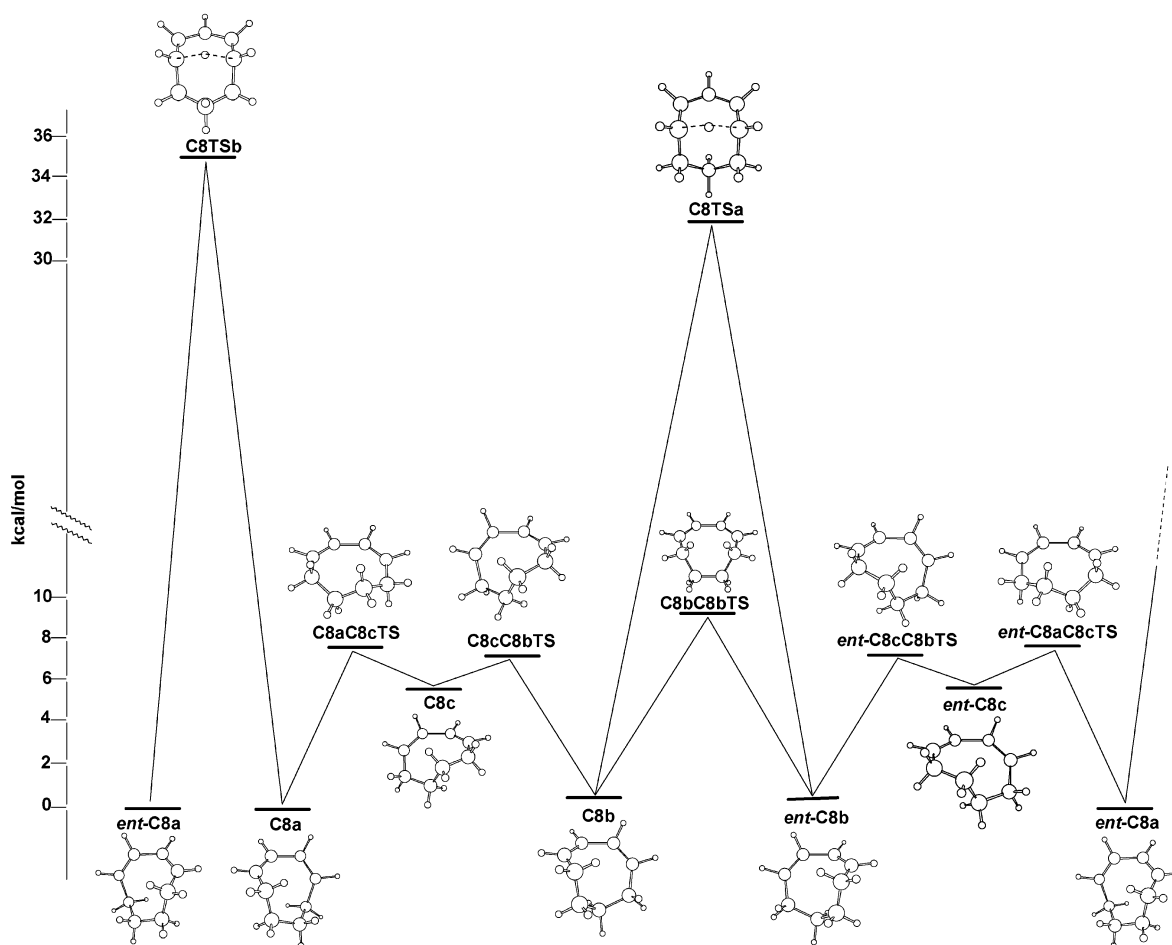 C8TSb
36
34
32
30
C8TSa
kcal/mol
10
8
6
4
2
0
C8aC8cTS
C8cC8bTS
C8bC8bTS
ent-C8cC8bTS
ent-C8aC8cTS
C8c
ent-C8c
ent-C8a
C8a
C8b
ent-C8b
ent-C8a